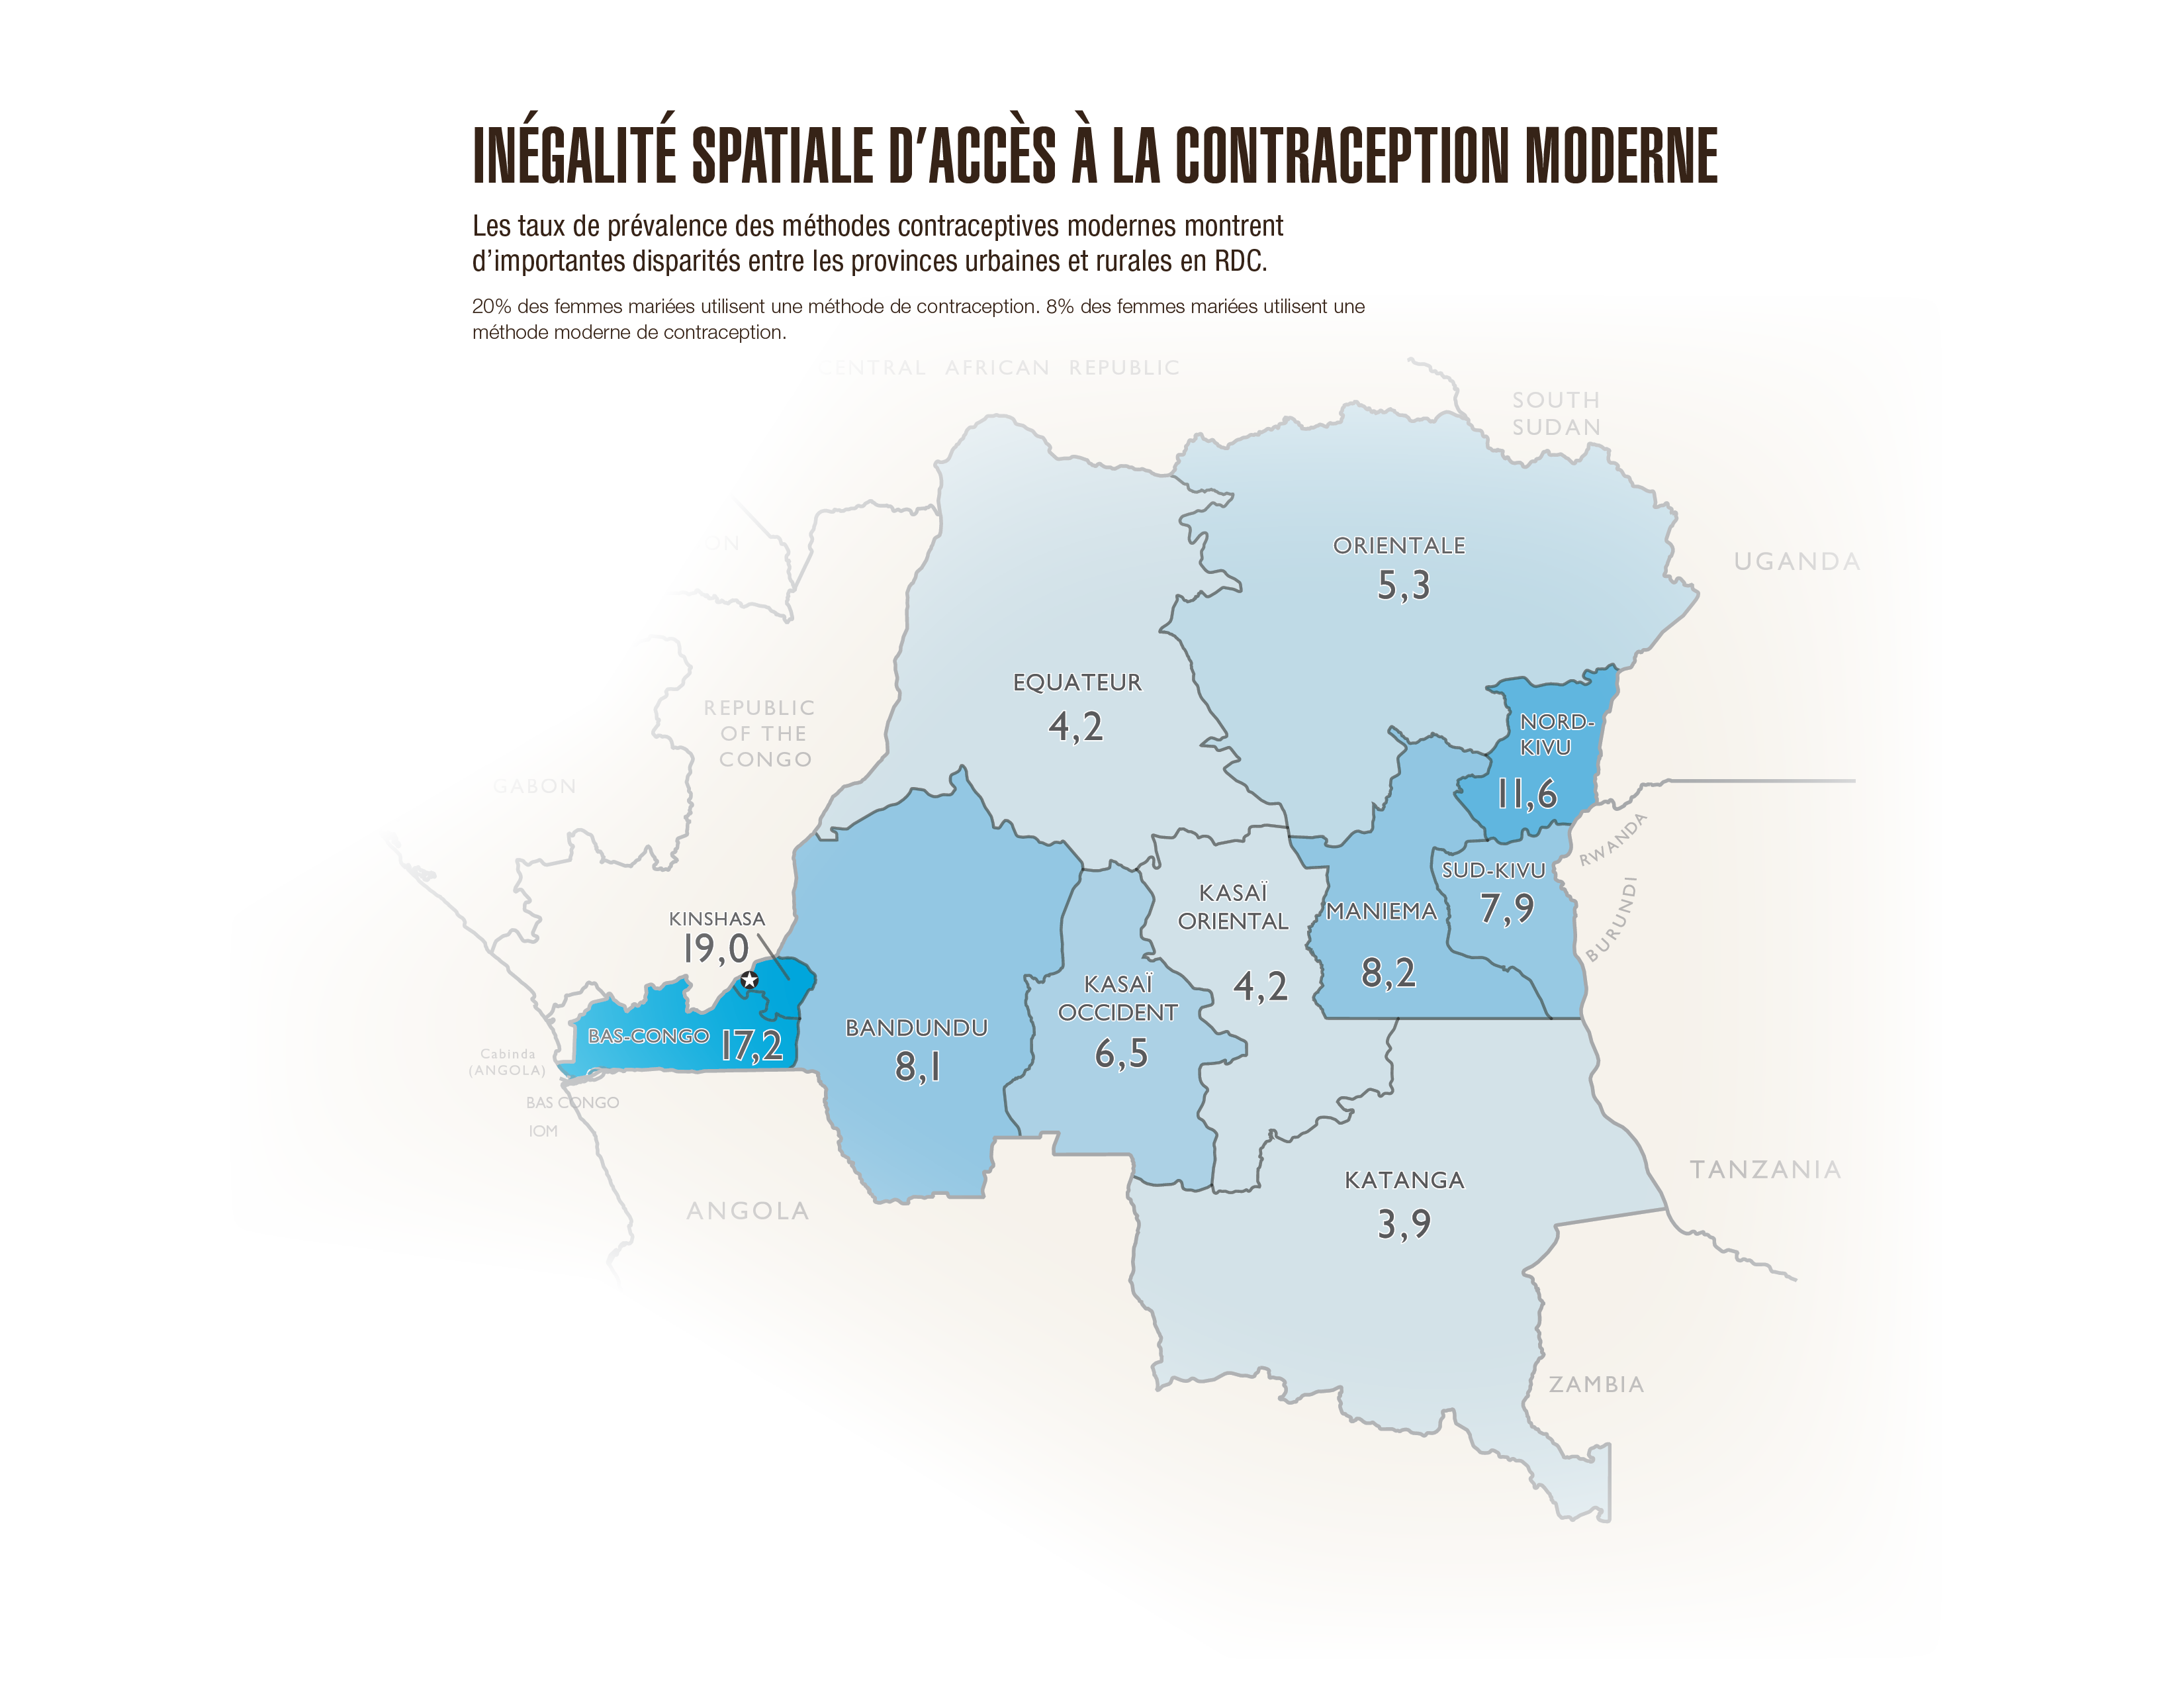 INÉGALITÉ SPATIALE D’ACCÈS À LA CONTRACEPTION MODERNE
Les taux de prévalence des méthodes contraceptives modernes montrent
d’importantes disparités entre les provinces urbaines et rurales en RDC.
20% des femmes mariées utilisent une méthode de contraception. 8% des femmes mariées utilisent une
méthode moderne de contraception.
CENTRAL AFRICAN REPUBLIC
SOUTH
SUDAN
ON
ORIENTALE
5,3
UGANDA
EQUATEUR
4,2
REPUBLIC
OF THE
CONGO
NORD-
KIVU
11,6
GABON
RWANDA
SUD-KIVU
7,9
BURUNDI
KASAÏ
ORIENTAL
4,2
MANIEMA
8,2
KINSHASA
19,0
KASAÏ
OCCIDENT
6,5
BANDUNDU
8,1
BAS-CONGO 17,2
Cabinda
(ANGOLA)
BAS CONGO
IOM
ANGOLA
KATANGA
3,9
TANZANIA
ZAMBIA